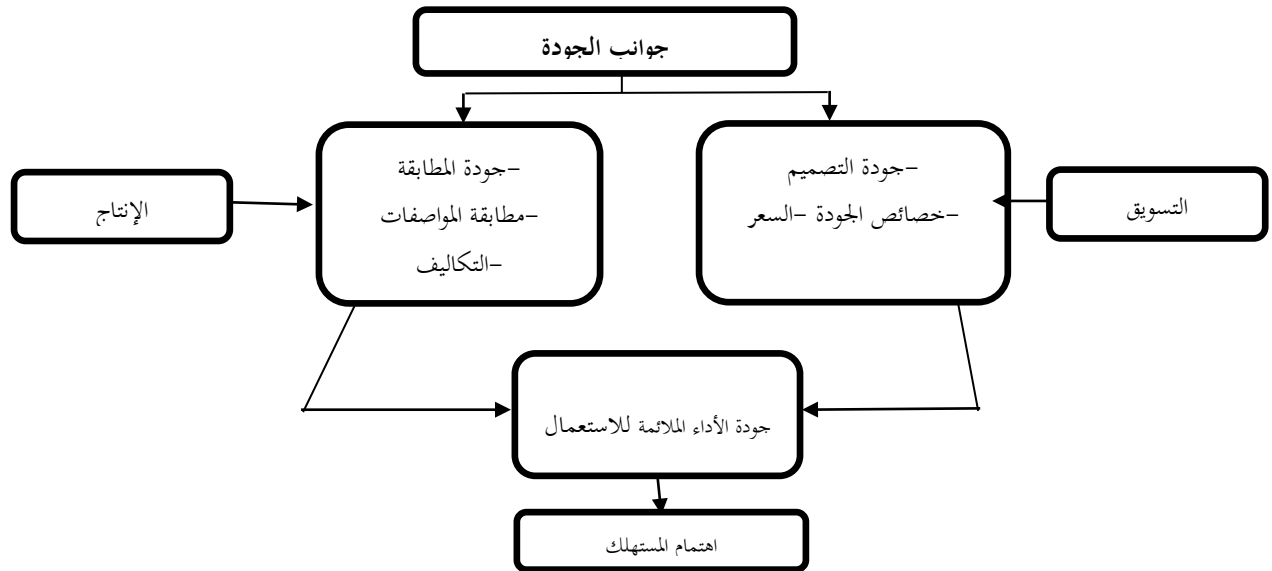 جوانب الجودة
-جودة التصميم
-خصائص الجودة -السعر
التسويق
-جودة المطابقة
-مطابقة المواصفات
-التكاليف
الإنتاج
جودة الأداء الملائمة للاستعمال
اهتمام المستهلك